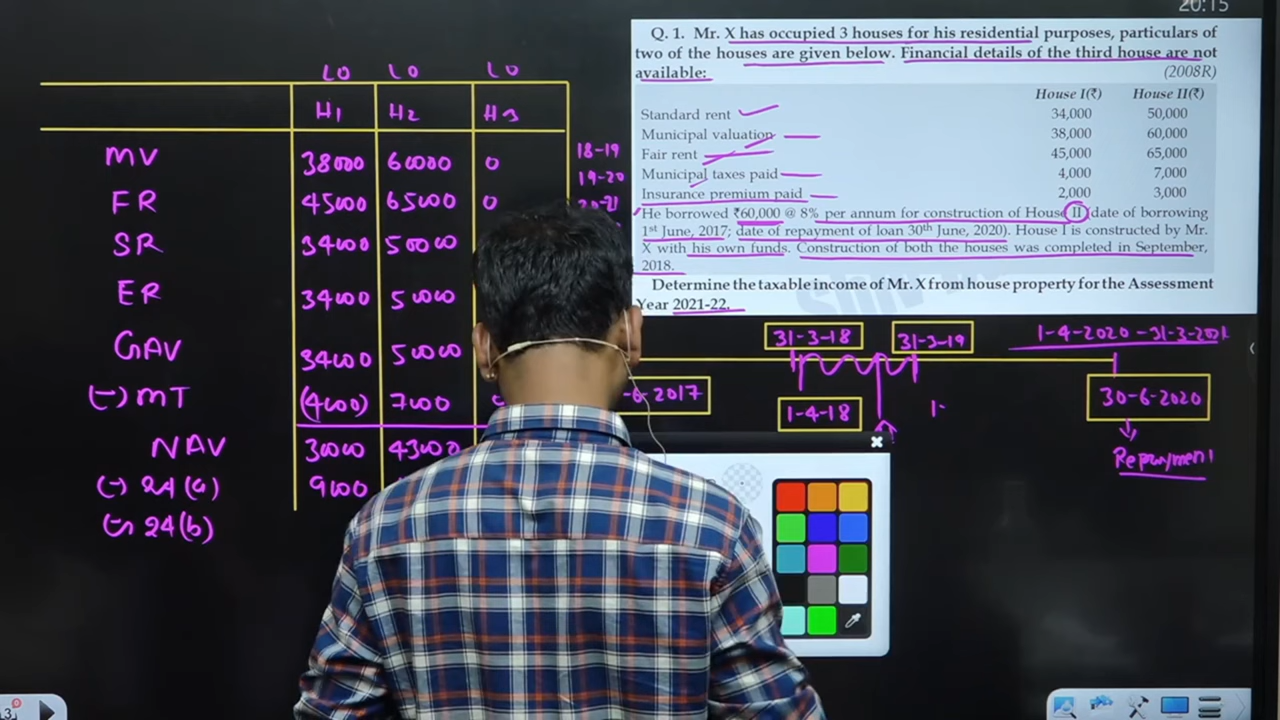 20:15
Q. 1. Mr. X has occupied 3 houses for his residential purposes, particulars of
two of the houses are given below. Financial details of the third house are not
available:
(2008R)
House I(₹) House II(₹)
Standard rent 34,000 50,000
Municipal valuation 38,000 60,000
Fair rent 45,000 65,000
Municipal taxes paid 4,000 7,000
Insurance premium paid 2,000 3,000
He borrowed ₹60,000 @ 8% per annum for construction of House II date of borrowing
1st June, 2017; date of repayment of loan 30th June, 2020). House I is constructed by Mr.
X with his own funds. Construction of both the houses was completed in September,
2018.
Determine the taxable income of Mr. X from house property for the Assessment
Year 2021-22.
LO LO LO
H1 H2 H3
MV 38000 60000 0
FR 45000 65000 0
SR 34000 50000
ER 34000 50000
GAV 34000 50000
(-) MT (4000) 7000
NAV 30000 43000
(-) 24(a) 9000
(-) 24(b)
18-19
19-20
20-21
31-3-18 31-3-19 1-4-2020 - 31-3-2021
-6-2017 1-4-18 1- 30-6-2020
Repayment